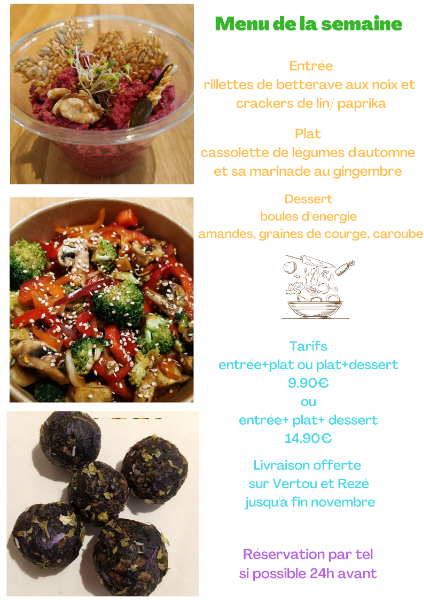 Menu de la semaine
Entrée
rillettes de betterave aux noix et
crackers de lin/ paprika
Plat
cassolette de légumes d'automne
et sa marinade au gingembre
Dessert
boules d'énergie
amandes, graines de courge, caroube
Tarifs
entrée+plat ou plat+dessert
9.90€
ou
entrée+ plat+ dessert
14.90€
Livraison offerte
sur Vertou et Rezé
jusqu'à fin novembre
Réservation par tel
si possible 24h avant